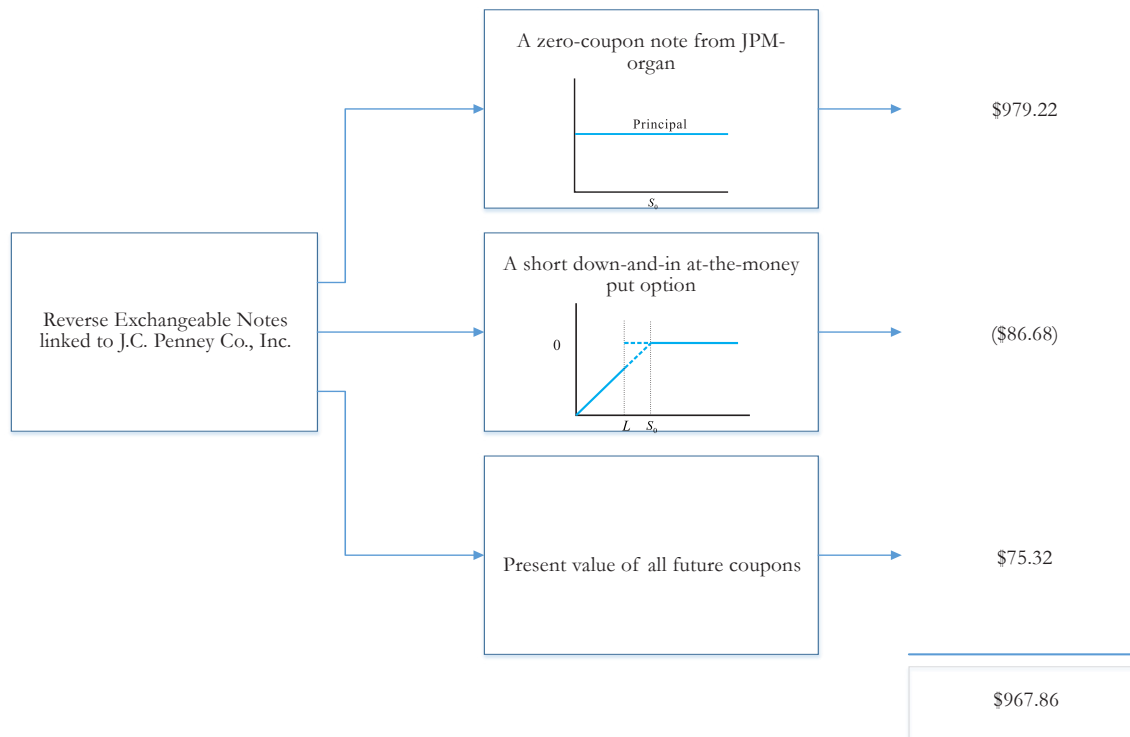 A zero-coupon note from JPM-
organ
Principal
S₀
$979.22
Reverse Exchangeable Notes
linked to J.C. Penney Co., Inc.
A short down-and-in at-the-money
put option
0
L S₀
($86.68)
Present value of all future coupons
$75.32
$967.86